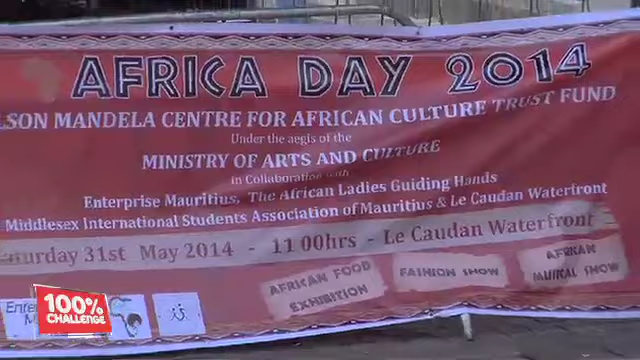 AFRICA DAY 2014
LSON MANDELA CENTRE FOR AFRICAN CULTURE TRUST FUND
Under the aegis of the
MINISTRY OF ARTS AND CULTURE
in Collaboration with
Enterprise Mauritius, The African Ladies Guiding Hands
Middlesex International Students Association of Mauritius & Le Caudan Waterfront
aturday 31st May 2014 - 11 00hrs - Le Caudan Waterfront
AFRICAN FOOD
EXHIBITION
FASHION SHOW
AFRICAN
MUSICAL SHOW
100%
CHALLENGE